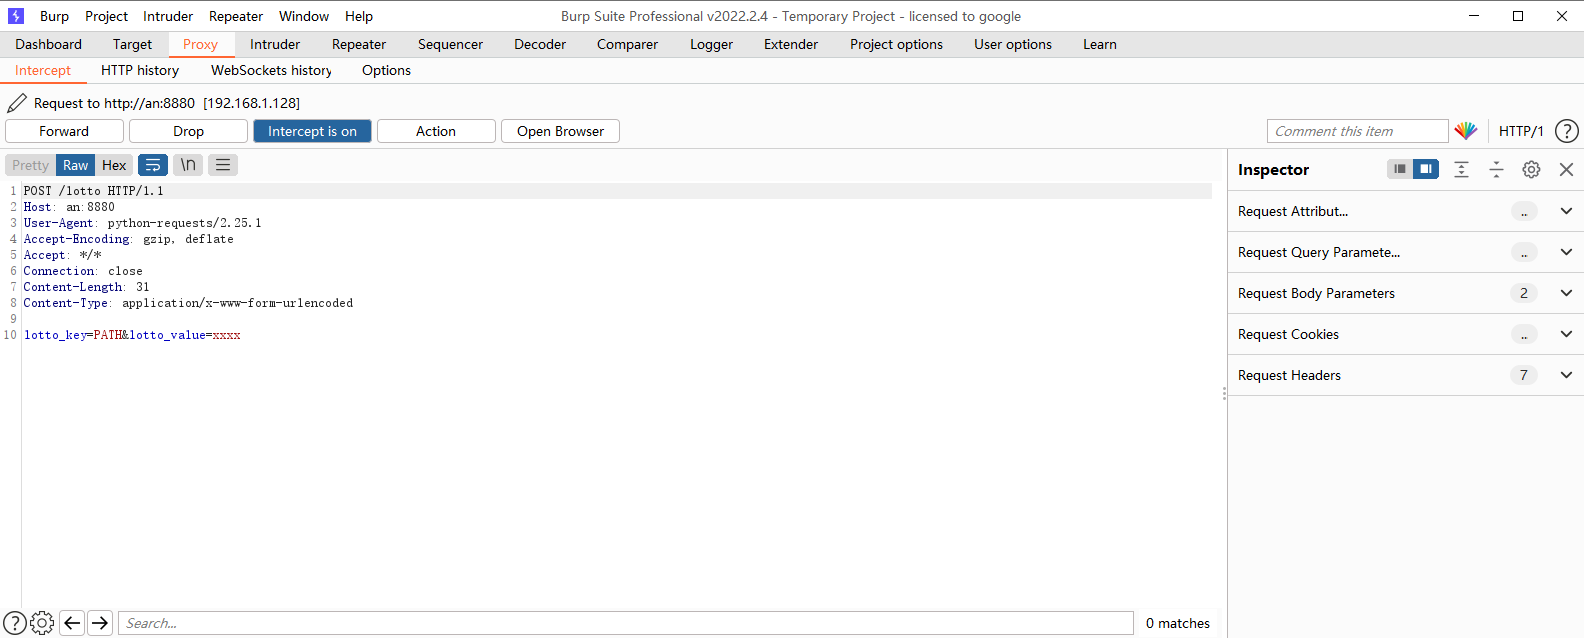 Burp Project Intruder Repeater Window Help Burp Suite Professional v2022.2.4 - Temporary Project - licensed to google
Dashboard Target Proxy Intruder Repeater Sequencer Decoder Comparer Logger Extender Project options User options Learn
Intercept HTTP history WebSockets history Options
Request to http://an:8880 [192.168.1.128]
Forward Drop Intercept is on Action Open Browser Comment this item HTTP/1 ?
Pretty Raw Hex \n
1 POST /lotto HTTP/1.1
2 Host: an:8880
3 User-Agent: python-requests/2.25.1
4 Accept-Encoding: gzip, deflate
5 Accept: */*
6 Connection: close
7 Content-Length: 31
8 Content-Type: application/x-www-form-urlencoded
9
10 lotto_key=PATH&lotto_value=xxxx
Inspector
Request Attribut... ..
Request Query Paramete... ..
Request Body Parameters 2
Request Cookies ..
Request Headers 7
? Search... 0 matches